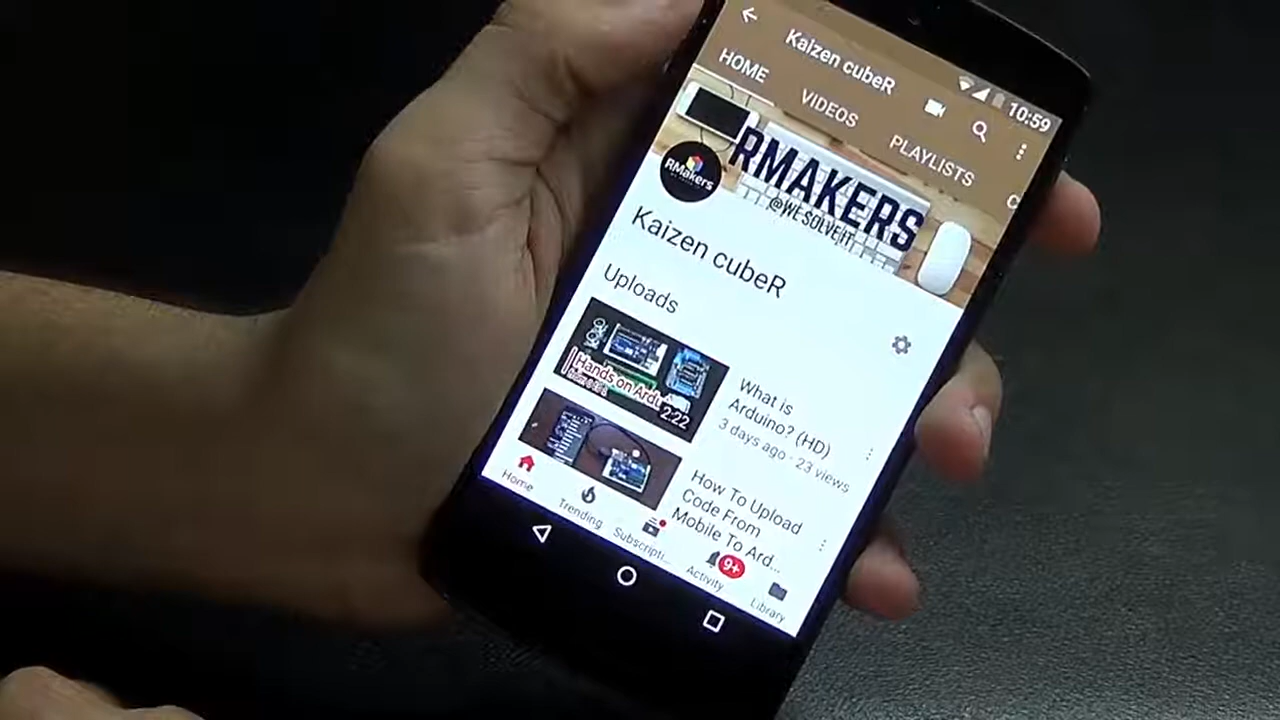 Kaizen cubeR
10:59
HOME
VIDEOS
PLAYLISTS
C
RMAKERS
@WE SOLVE IT
RMakers
Kaizen cubeR
Uploads
Hands on Ardu
2:22
What is
Arduino? (HD)
3 days ago · 23 views
How To Upload
Code From
Mobile To Ard...
Home
Trending
Subscripti...
Activity
9+
Library